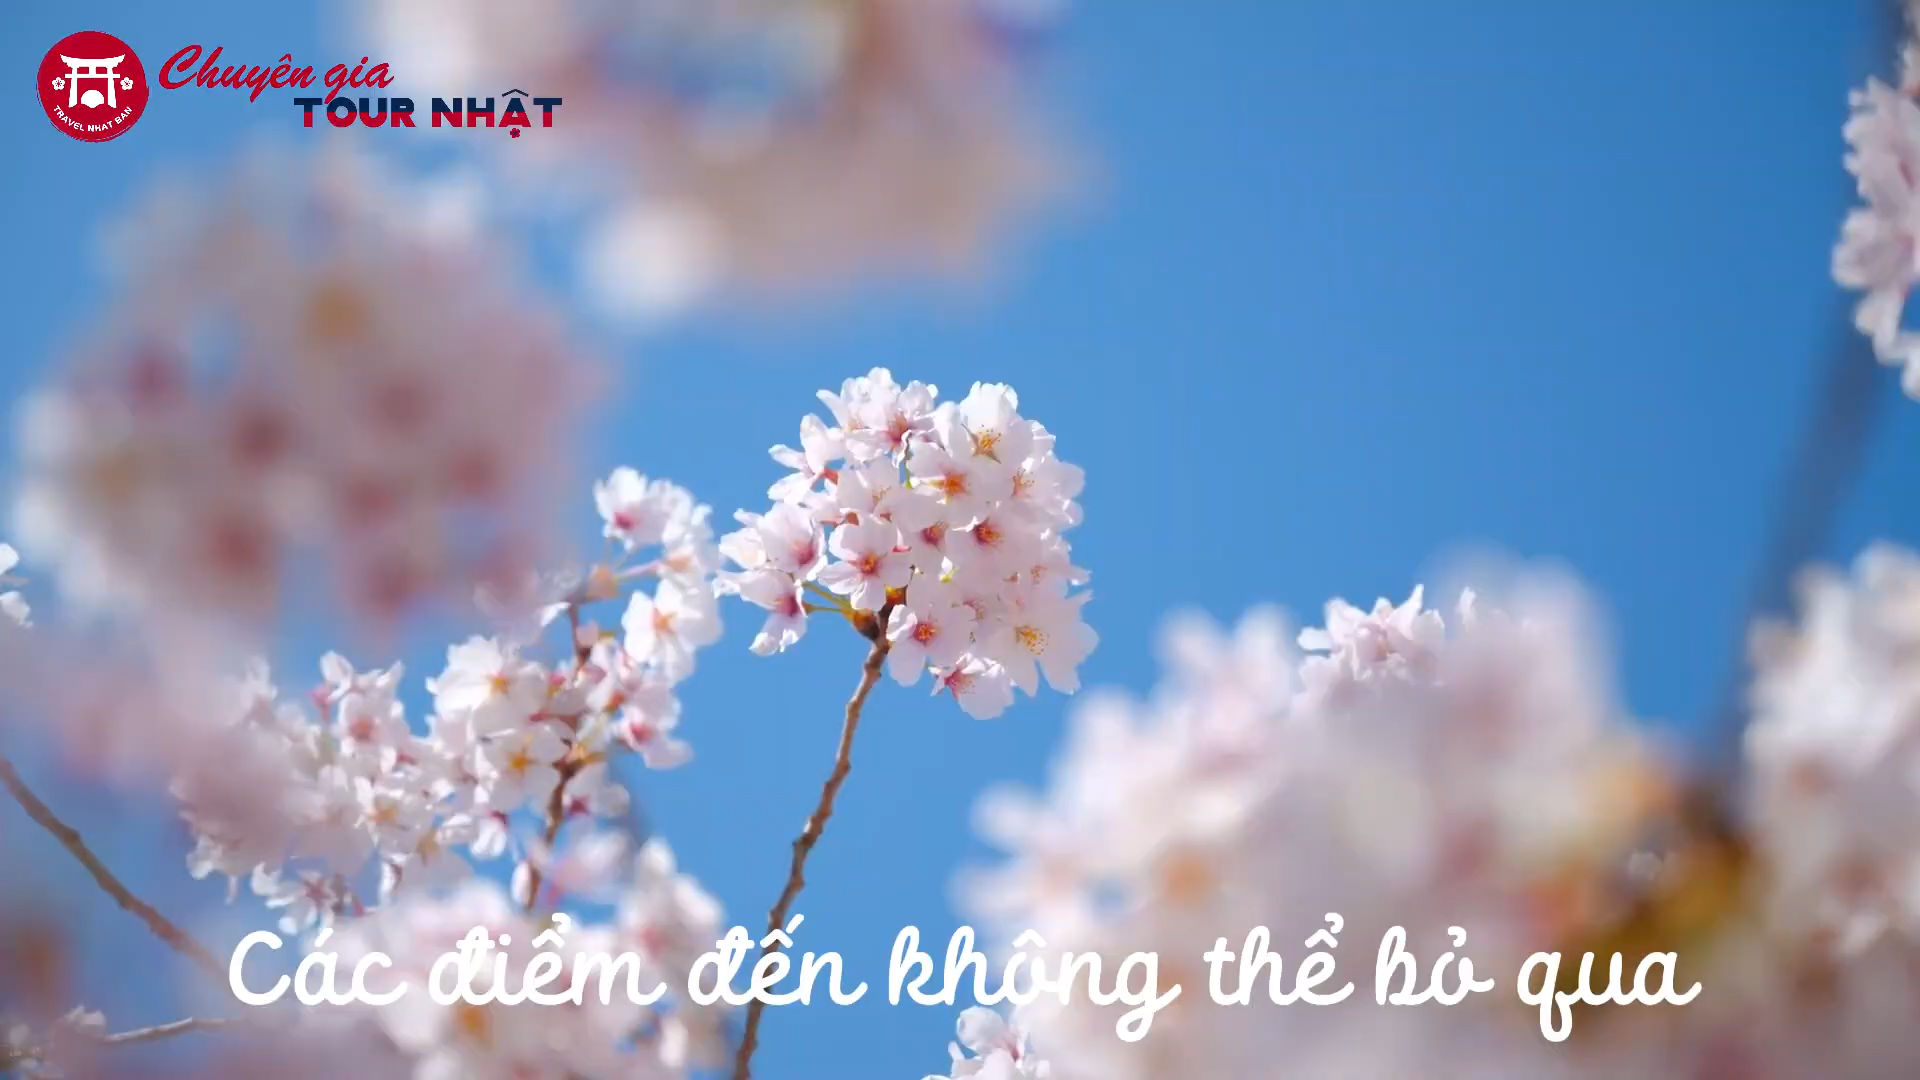 TRAVEL NHAT BAN
Chuyên gia
TOUR NHẬT
Các điểm đến không thể bỏ qua